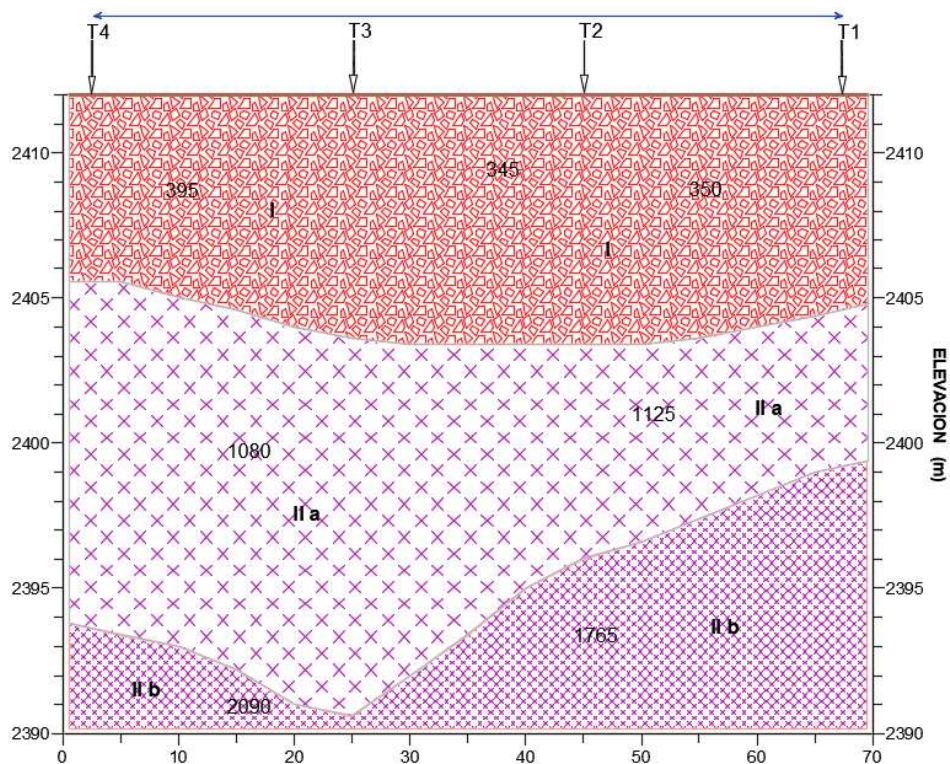 T4 T3 T2 T1
2410 2410
345
395 350
I
I
2405 2405
II a
1125
2400 2400
1080
ELEVACION (m)
II a
2395 2395
1765 II b
II b
2090
2390 2390
0 10 20 30 40 50 60 70